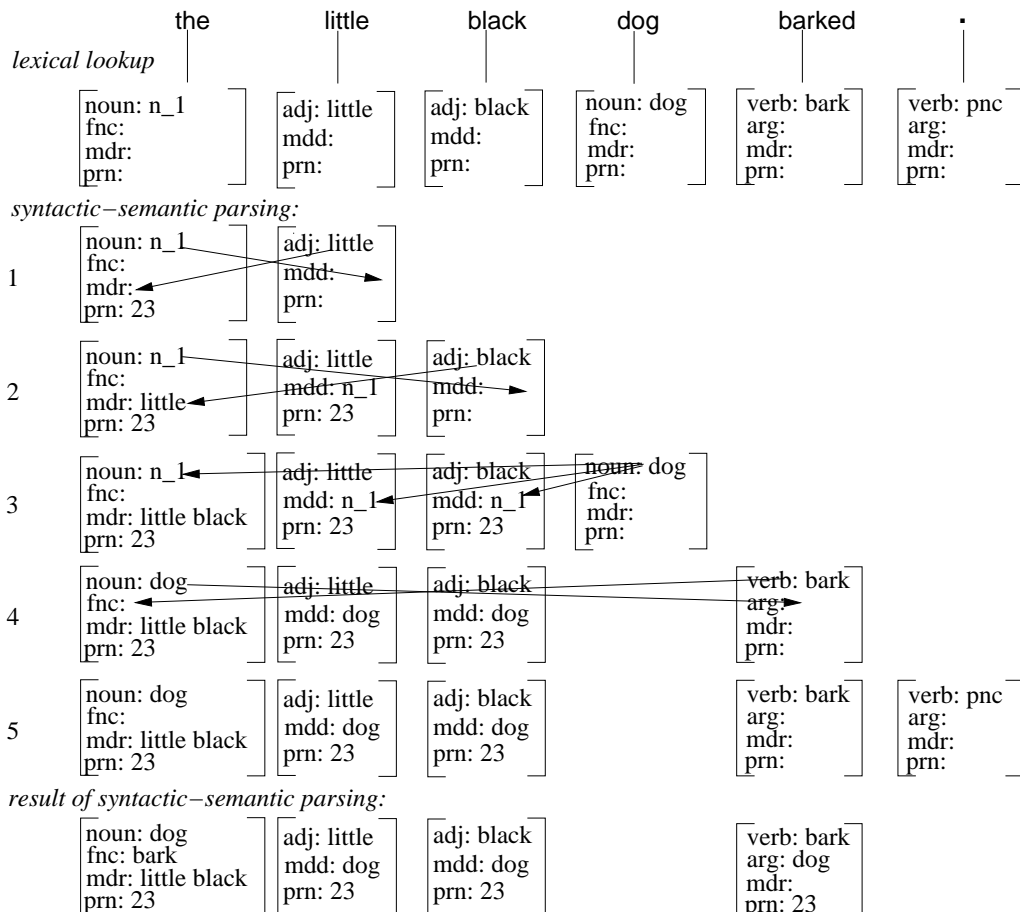 the little black dog barked .
lexical lookup
noun: n_1 adj: little adj: black noun: dog verb: bark verb: pnc
fnc: mdd: mdd: fnc: arg: arg:
mdr: prn: prn: mdr: mdr: mdr:
prn: prn: prn: prn:
syntactic−semantic parsing:
1
noun: n_1 adj: little
fnc: mdd:
mdr: prn:
prn: 23
2
noun: n_1 adj: little adj: black
fnc: mdd: n_1 mdd:
mdr: little prn: 23 prn:
prn: 23
3
noun: n_1 adj: little adj: black noun: dog
fnc: mdd: n_1 mdd: n_1 fnc:
mdr: little black prn: 23 prn: 23 mdr:
prn: 23 prn:
4
noun: dog adj: little adj: black verb: bark
fnc: mdd: dog mdd: dog arg:
mdr: little black prn: 23 prn: 23 mdr:
prn: 23 prn:
5
noun: dog adj: little adj: black verb: bark verb: pnc
fnc: mdd: dog mdd: dog arg: arg:
mdr: little black prn: 23 prn: 23 mdr: mdr:
prn: 23 prn: prn:
result of syntactic−semantic parsing:
noun: dog adj: little adj: black verb: bark
fnc: bark mdd: dog mdd: dog arg: dog
mdr: little black prn: 23 prn: 23 mdr:
prn: 23 prn: 23